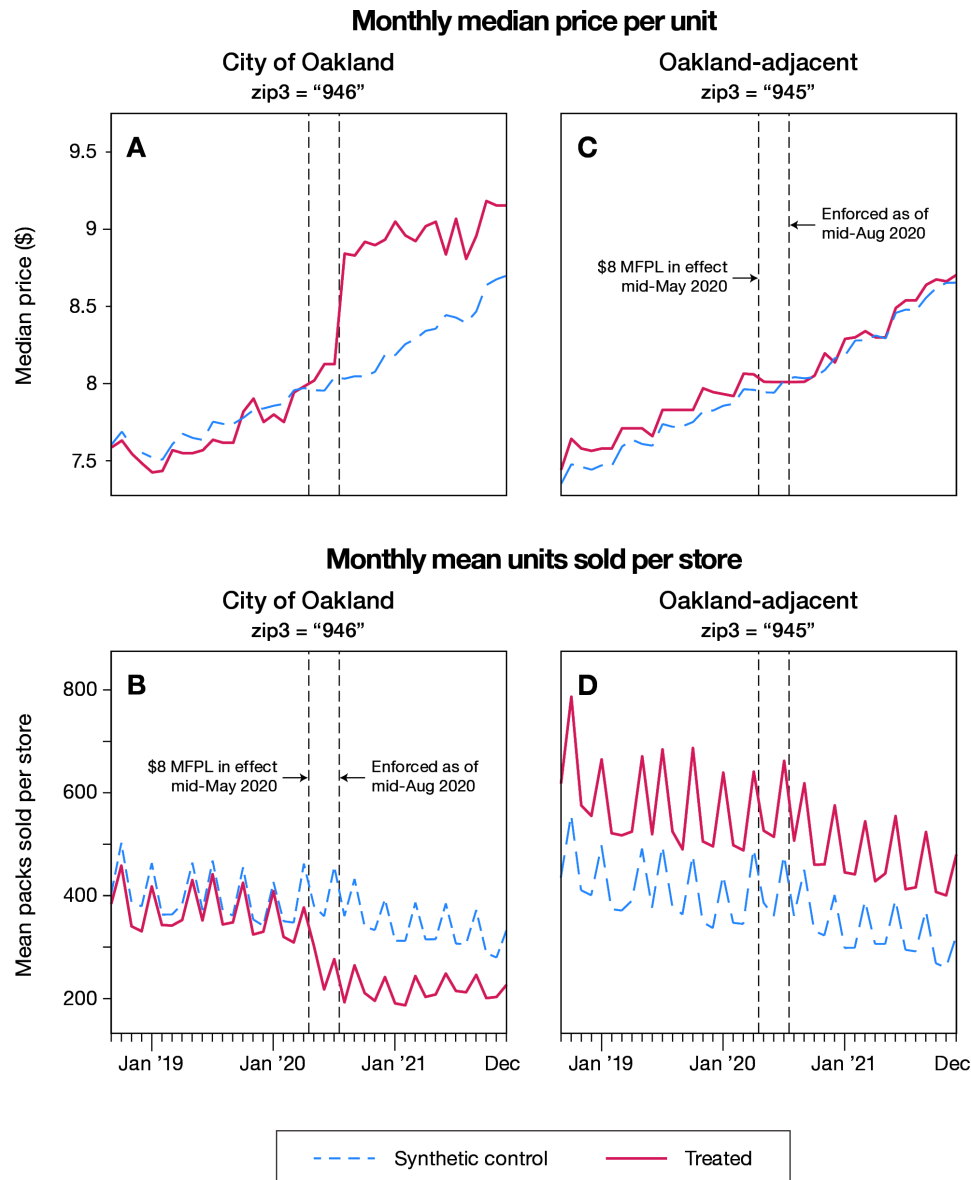 Monthly median price per unit
City of Oakland
zip3 = “946”
Oakland-adjacent
zip3 = “945”
Median price ($)
9.5
9
8.5
8
7.5
A
C
Enforced as of
mid-Aug 2020
$8 MFPL in effect
mid-May 2020
Monthly mean units sold per store
City of Oakland
zip3 = “946”
Oakland-adjacent
zip3 = “945”
Mean packs sold per store
800
600
400
200
B
$8 MFPL in effect
mid-May 2020
Enforced as of
mid-Aug 2020
D
Jan ’19
Jan ’20
Jan ’21
Dec
Jan ’19
Jan ’20
Jan ’21
Dec
Synthetic control
Treated